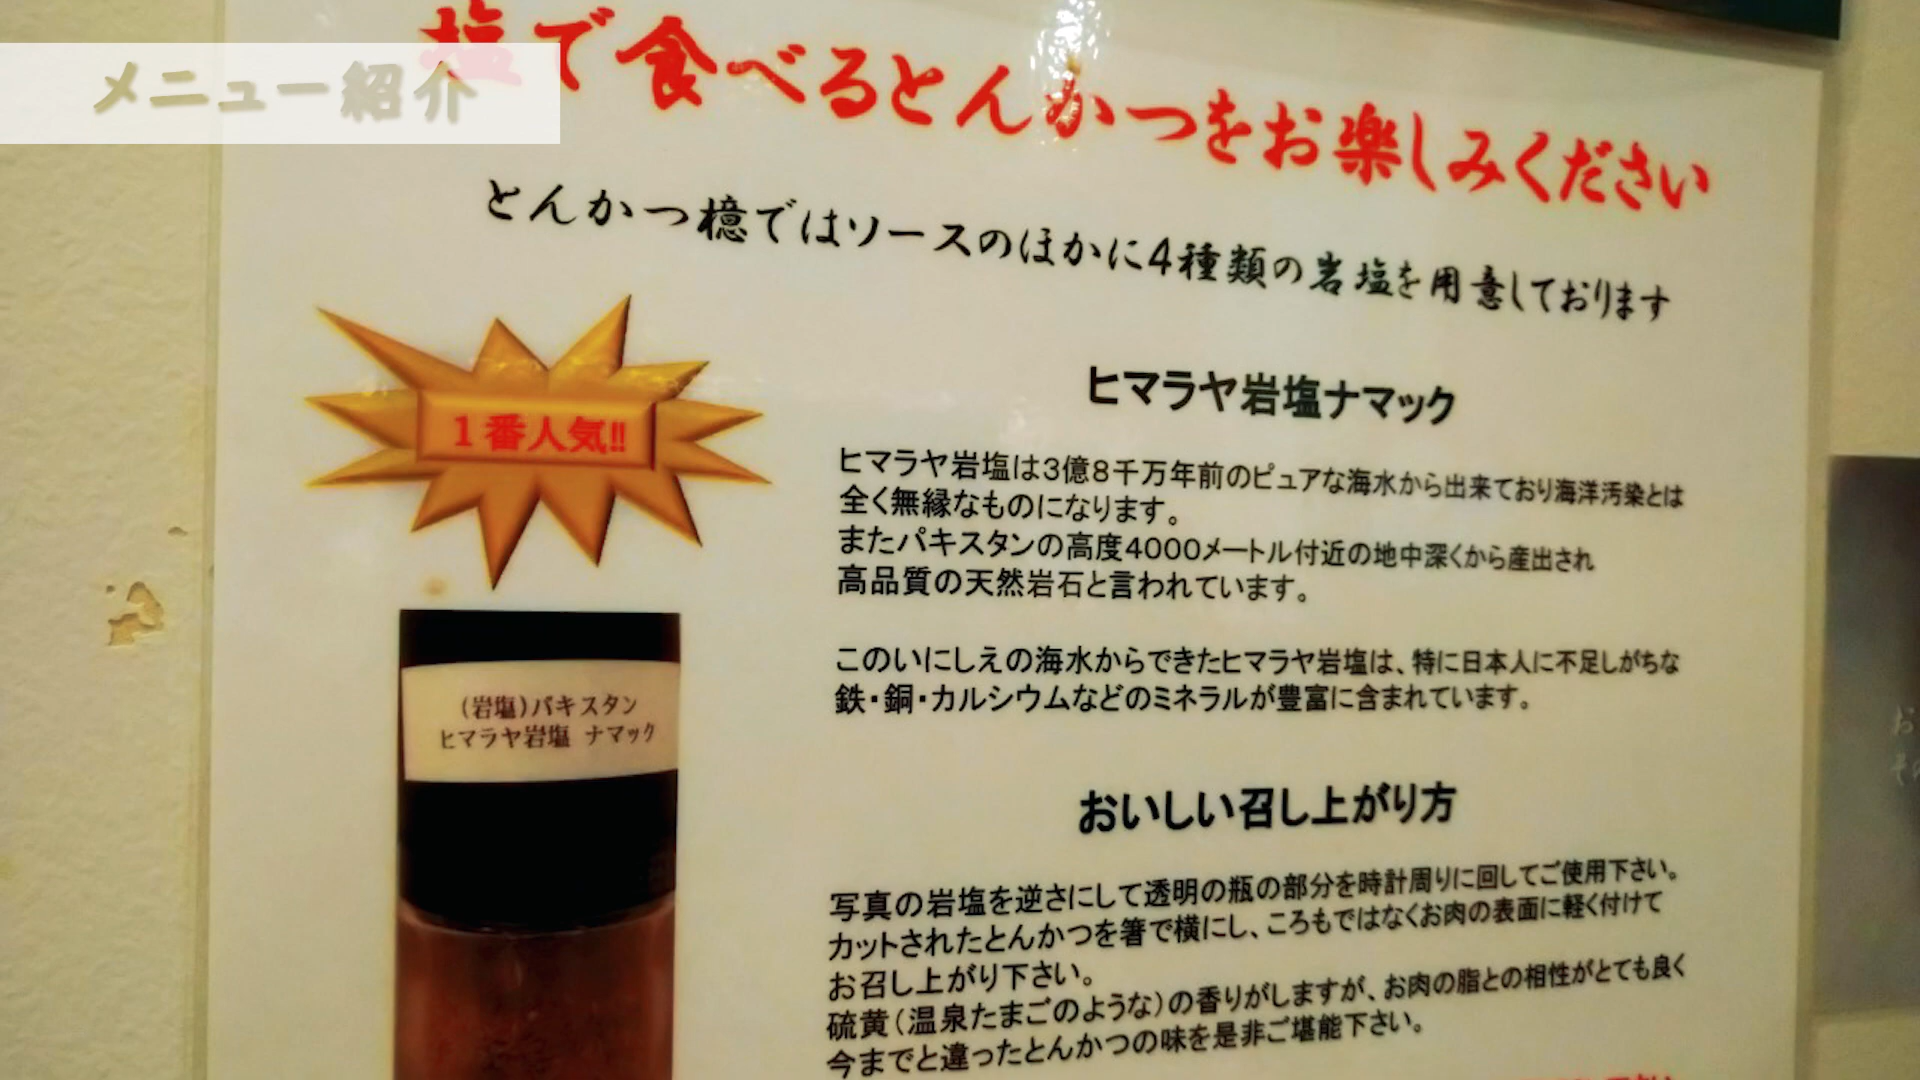 メニュー紹介
塩で食べるとんかつをお楽しみください
とんかつ檍ではソースのほかに4種類の岩塩を用意しております
1番人気!!
ヒマラヤ岩塩ナマック
ヒマラヤ岩塩は3億8千万年前のピュアな海水から出来ており海洋汚染とは
全く無縁なものになります。
またパキスタンの高度4000メートル付近の地中深くから産出され
高品質の天然岩石と言われています。
このいにしえの海水からできたヒマラヤ岩塩は、特に日本人に不足しがちな
鉄・銅・カルシウムなどのミネラルが豊富に含まれています。
(岩塩)パキスタン
ヒマラヤ岩塩 ナマック
おいしい召し上がり方
写真の岩塩を逆さにして透明の瓶の部分を時計周りに回してご使用下さい。
カットされたとんかつを箸で横にし、ころもではなくお肉の表面に軽く付けて
お召し上がり下さい。
硫黄(温泉たまごのような)の香りがしますが、お肉の脂との相性がとても良く
今までと違ったとんかつの味を是非ご堪能下さい。